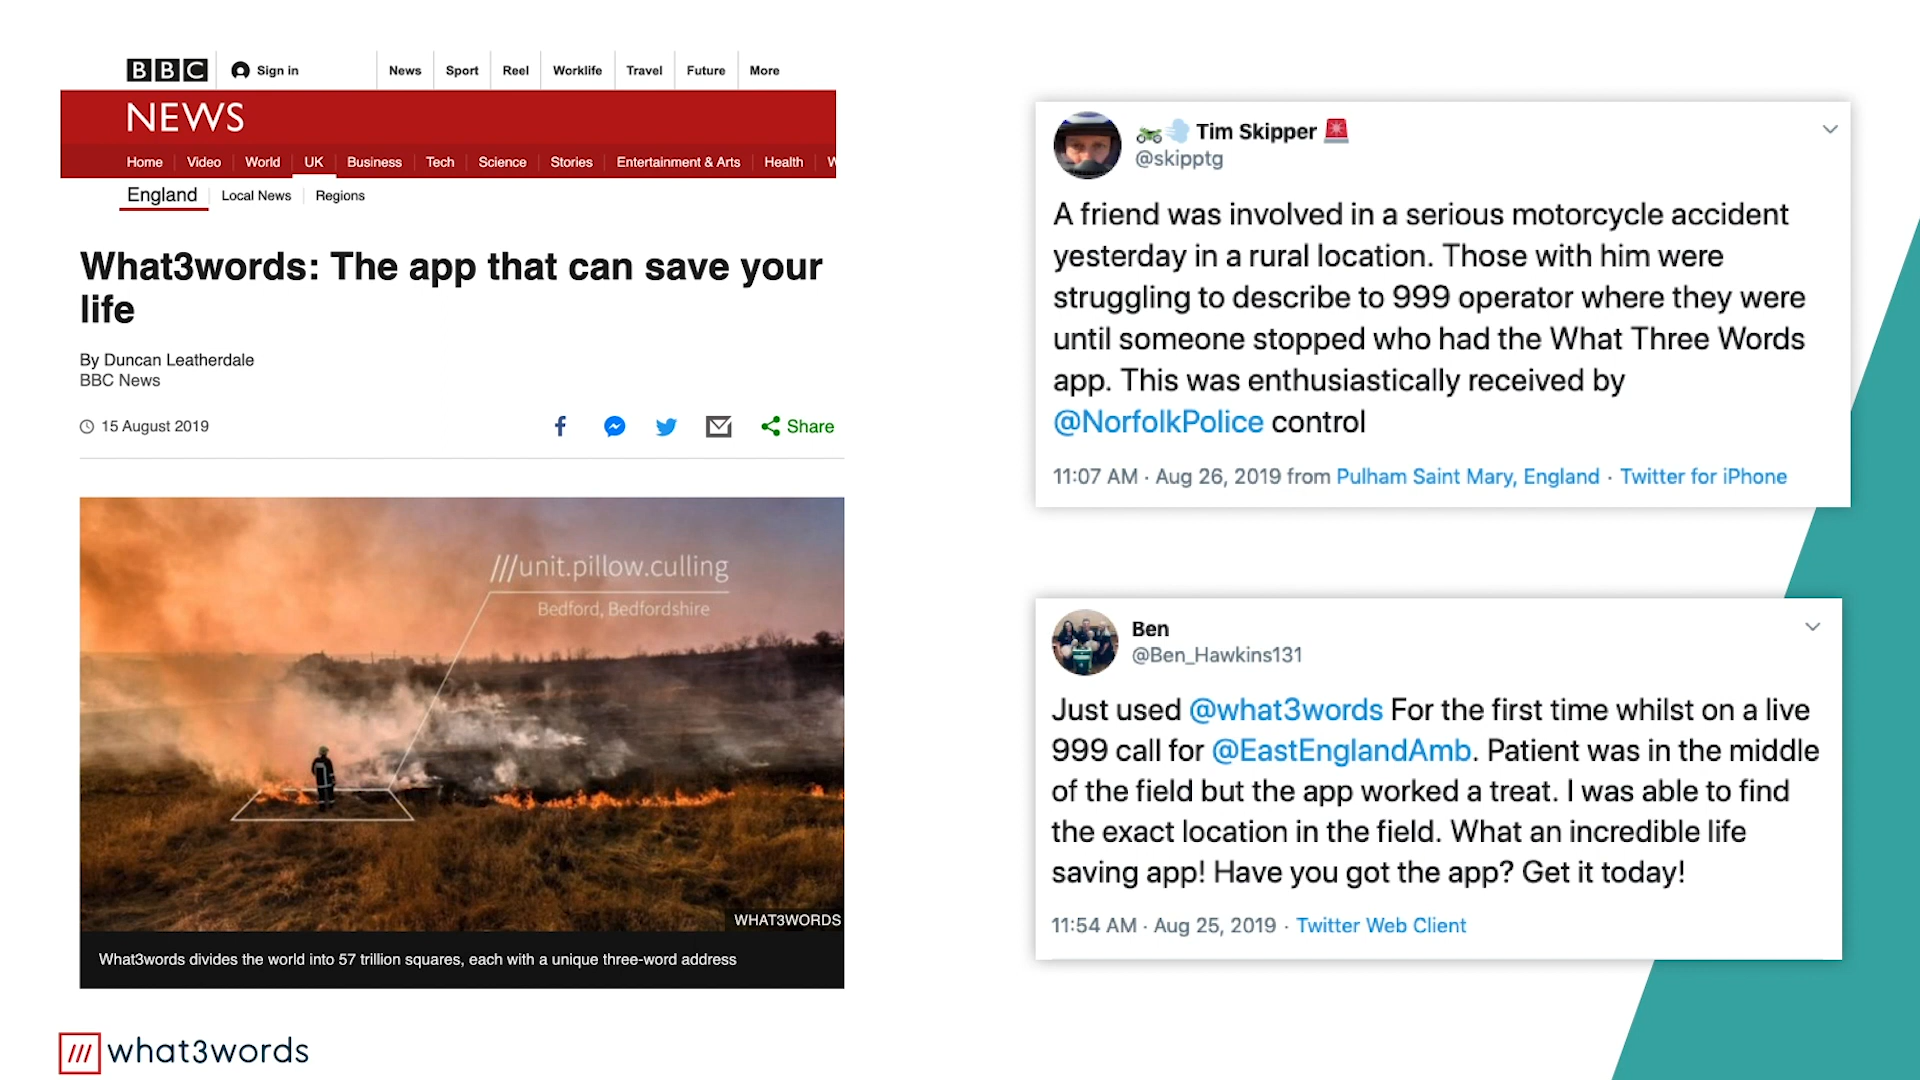 BBC Sign in News Sport Reel Worklife Travel Future More
NEWS
Home Video World UK Business Tech Science Stories Entertainment & Arts Health W
England Local News Regions
What3words: The app that can save your
life
By Duncan Leatherdale
BBC News
15 August 2019 Share
///unit.pillow.culling
Bedford, Bedfordshire
WHAT3WORDS
What3words divides the world into 57 trillion squares, each with a unique three-word address
/// what3words
Tim Skipper
@skipptg
A friend was involved in a serious motorcycle accident
yesterday in a rural location. Those with him were
struggling to describe to 999 operator where they were
until someone stopped who had the What Three Words
app. This was enthusiastically received by
@NorfolkPolice control
11:07 AM · Aug 26, 2019 from Pulham Saint Mary, England · Twitter for iPhone
Ben
@Ben_Hawkins131
Just used @what3words For the first time whilst on a live
999 call for @EastEnglandAmb. Patient was in the middle
of the field but the app worked a treat. I was able to find
the exact location in the field. What an incredible life
saving app! Have you got the app? Get it today!
11:54 AM · Aug 25, 2019 · Twitter Web Client